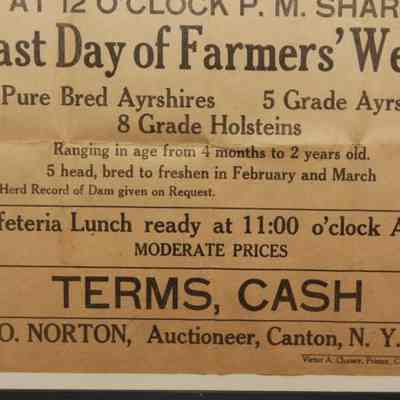 AT 12 O'CLOCK P. M. SHAR
ast Day of Farmers' We
Pure Bred Ayrshires 5 Grade Ayrs
8 Grade Holsteins
Ranging in age from 4 months to 2 years old.
5 head, bred to freshen in February and March
Herd Record of Dam given on Request.
feteria Lunch ready at 11:00 o'clock A
MODERATE PRICES
TERMS, CASH
O. NORTON, Auctioneer, Canton, N. Y.
Victor A. Printer, C